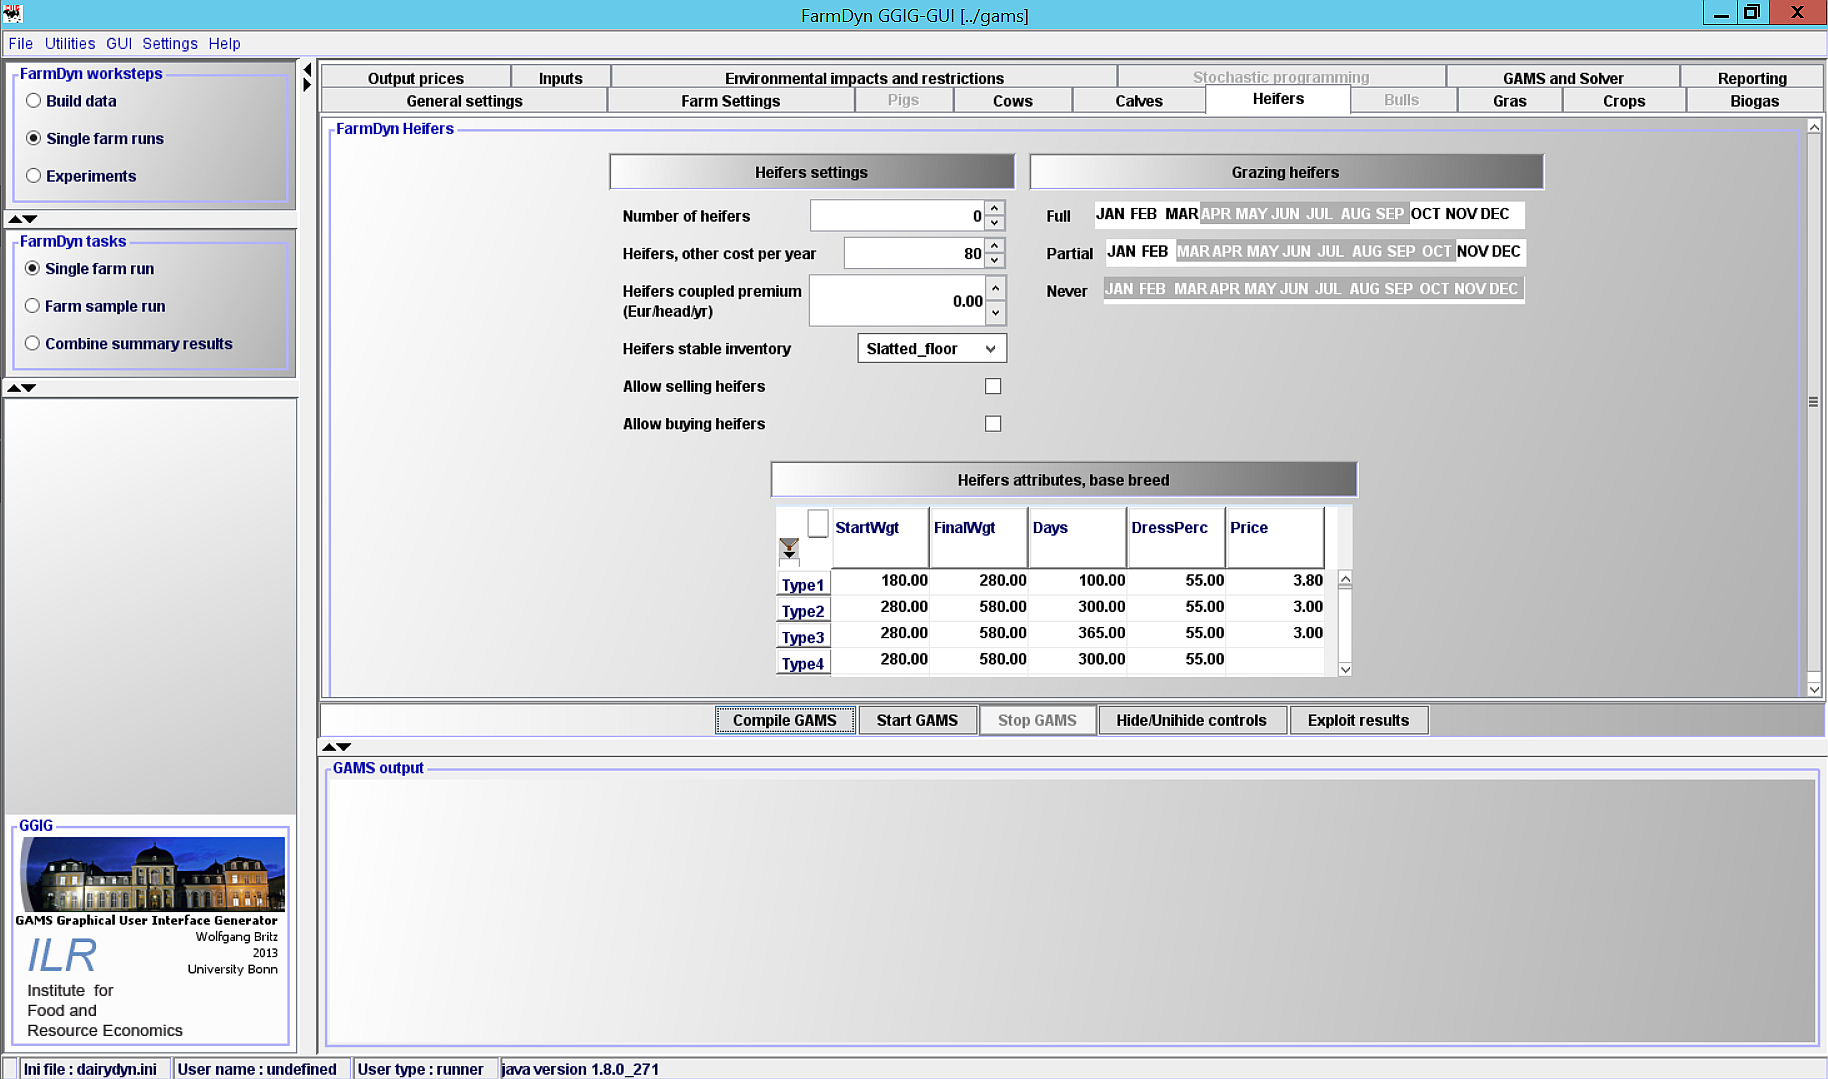 FarmDyn GGIG-GUI [../gams]
File Utilities GUI Settings Help
FarmDyn worksteps
Build data
Single farm runs
Experiments
FarmDyn tasks
Single farm run
Farm sample run
Combine summary results
Output prices Inputs Environmental impacts and restrictions Stochastic programming GAMS and Solver Reporting
General settings Farm Settings Pigs Cows Calves Heifers Bulls Gras Crops Biogas
FarmDyn Heifers
Heifers settings
Number of heifers 0
Heifers, other cost per year 80
Heifers coupled premium
(Eur/head/yr) 0.00
Heifers stable inventory Slatted_floor
Allow selling heifers
Allow buying heifers
Grazing heifers
Full JAN FEB MAR APR MAY JUN JUL AUG SEP OCT NOV DEC
Partial JAN FEB MAR APR MAY JUN JUL AUG SEP OCT NOV DEC
Never JAN FEB MAR APR MAY JUN JUL AUG SEP OCT NOV DEC
Heifers attributes, base breed
StartWgt FinalWgt Days DressPerc Price
Type1 180.00 280.00 100.00 55.00 3.80
Type2 280.00 580.00 300.00 55.00 3.00
Type3 280.00 580.00 365.00 55.00 3.00
Type4 280.00 580.00 300.00 55.00
Compile GAMS Start GAMS Stop GAMS Hide/Unihide controls Exploit results
GAMS output
GGIG
GAMS Graphical User Interface Generator
Wolfgang Britz
2013
University Bonn
ILR
Institute for
Food and
Resource Economics
Ini file : dairydyn.ini User name : undefined User type : runner java version 1.8.0_271